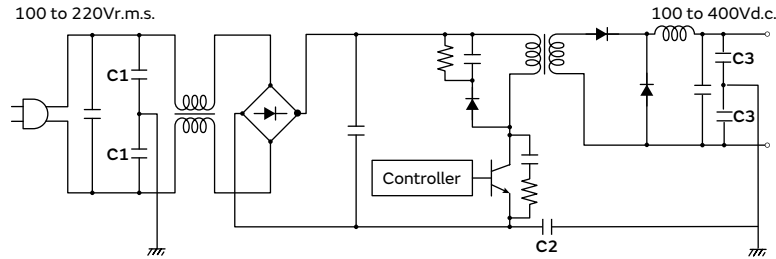 100 to 220Vr.m.s.
100 to 400Vd.c.
C1
C3
C3
C1
Controller
C2